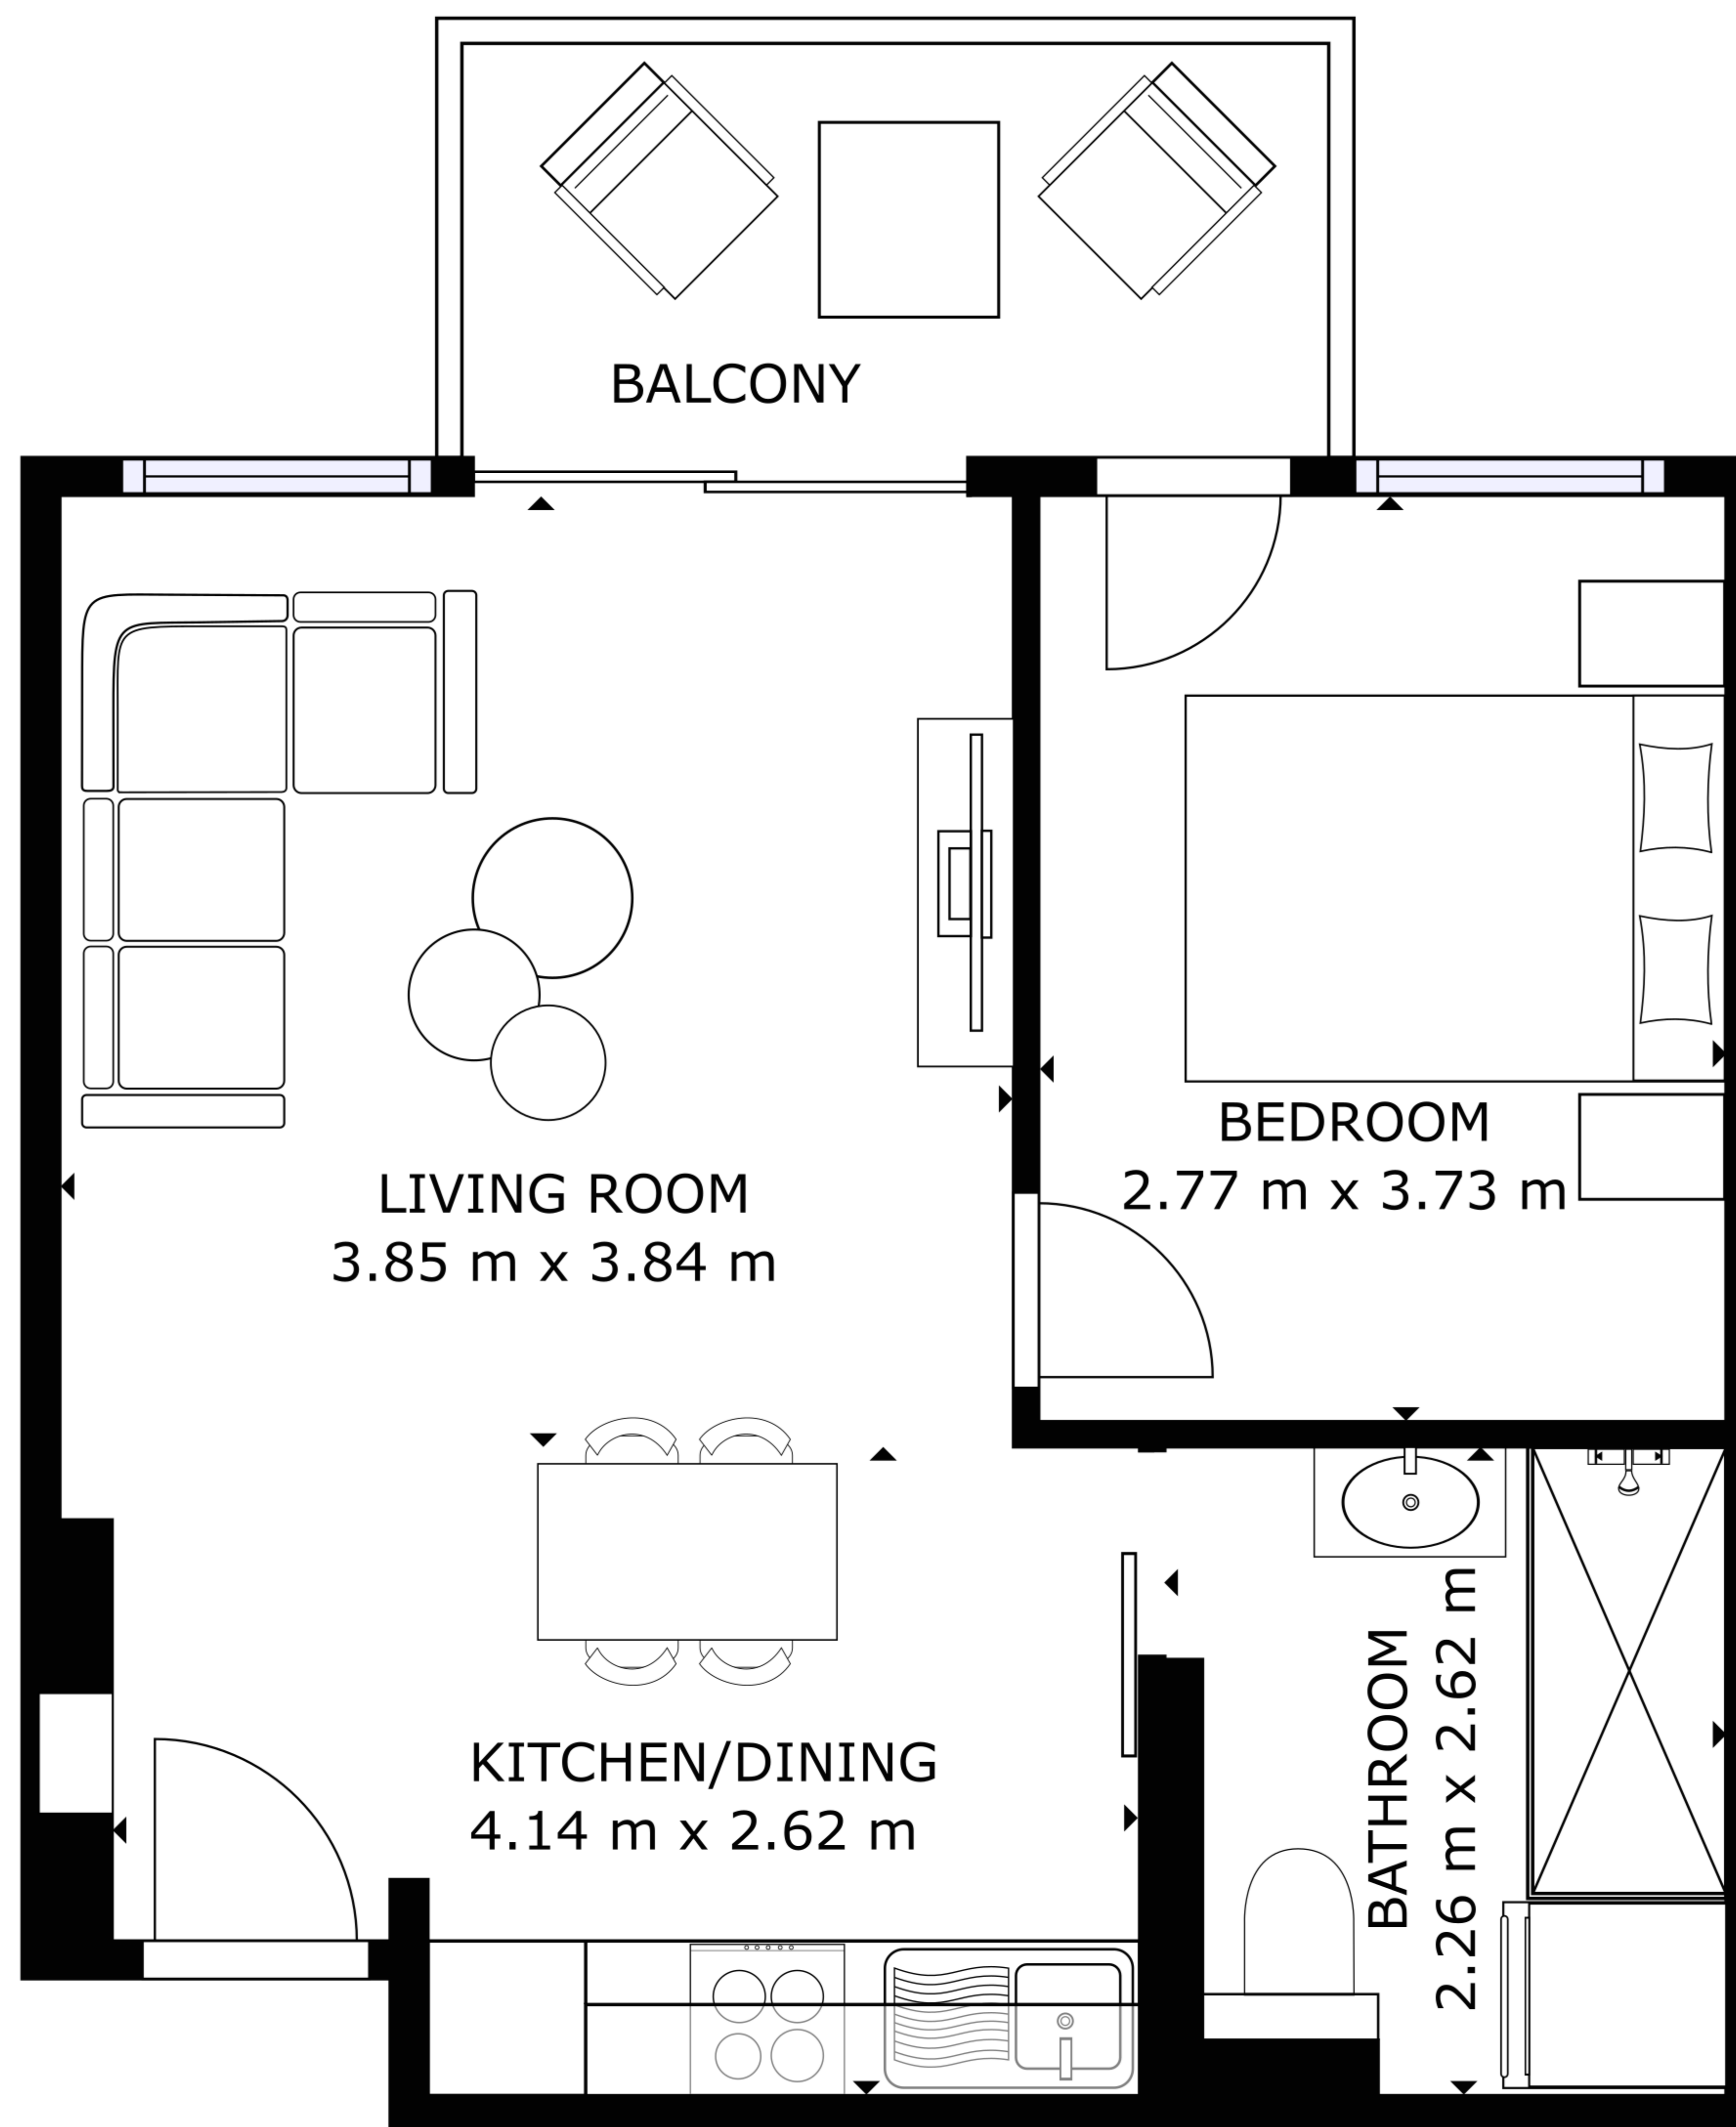 BALCONY
BEDROOM
2.77 m x 3.73 m
LIVING ROOM
3.85 m x 3.84 m
KITCHEN/DINING
4.14 m x 2.62 m
BATHROOM
2.26 m x 2.62 m